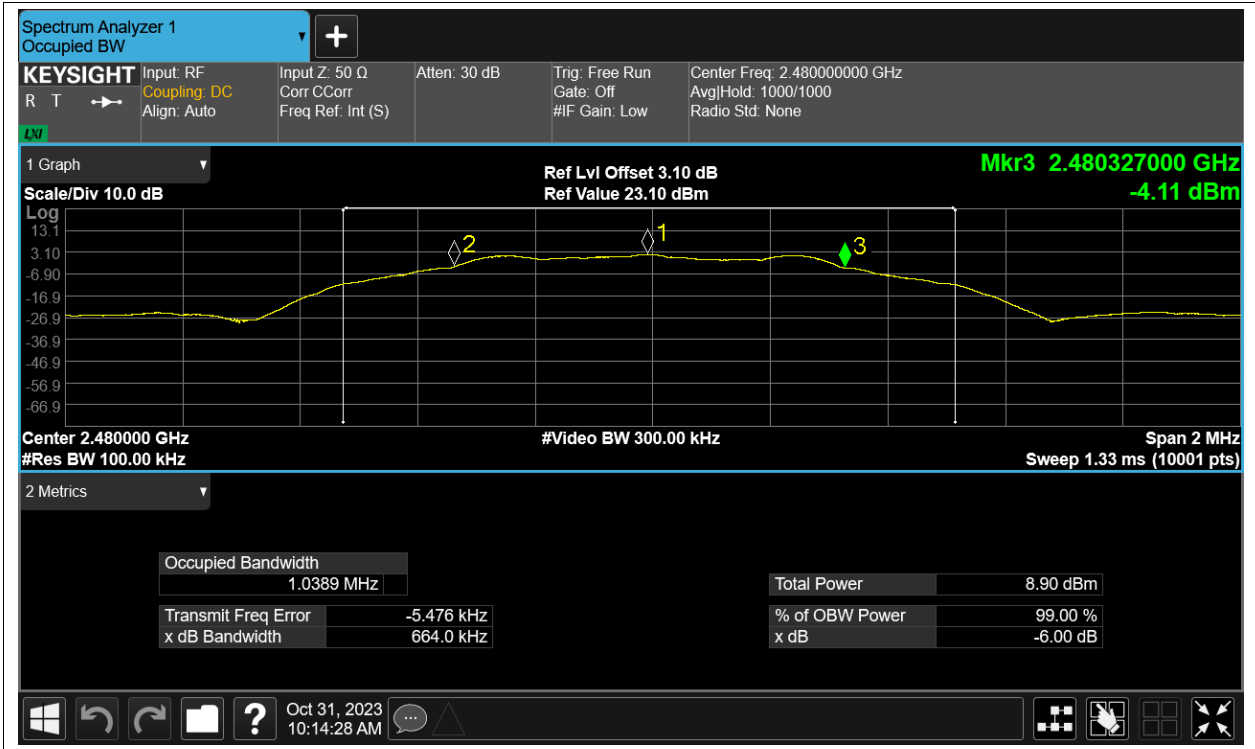 Spectrum Analyzer 1
Occupied BW
KEYSIGHT
R T
LXI
Input: RF
Coupling: DC
Align: Auto
Input Z: 50 Ω
Corr CCorr
Freq Ref: Int (S)
Atten: 30 dB
Trig: Free Run
Gate: Off
#IF Gain: Low
Center Freq: 2.480000000 GHz
Avg|Hold: 1000/1000
Radio Std: None
1 Graph
Scale/Div 10.0 dB
Ref Lvl Offset 3.10 dB
Ref Value 23.10 dBm
Mkr3 2.480327000 GHz
-4.11 dBm
Log
13.1
3.10
-6.90
-16.9
-26.9
-36.9
-46.9
-56.9
-66.9
2
1
3
Center 2.480000 GHz
#Res BW 100.00 kHz
#Video BW 300.00 kHz
Span 2 MHz
Sweep 1.33 ms (10001 pts)
2 Metrics
Occupied Bandwidth
1.0389 MHz
Transmit Freq Error -5.476 kHz
x dB Bandwidth 664.0 kHz
Total Power 8.90 dBm
% of OBW Power 99.00 %
x dB -6.00 dB
?
Oct 31, 2023
10:14:28 AM